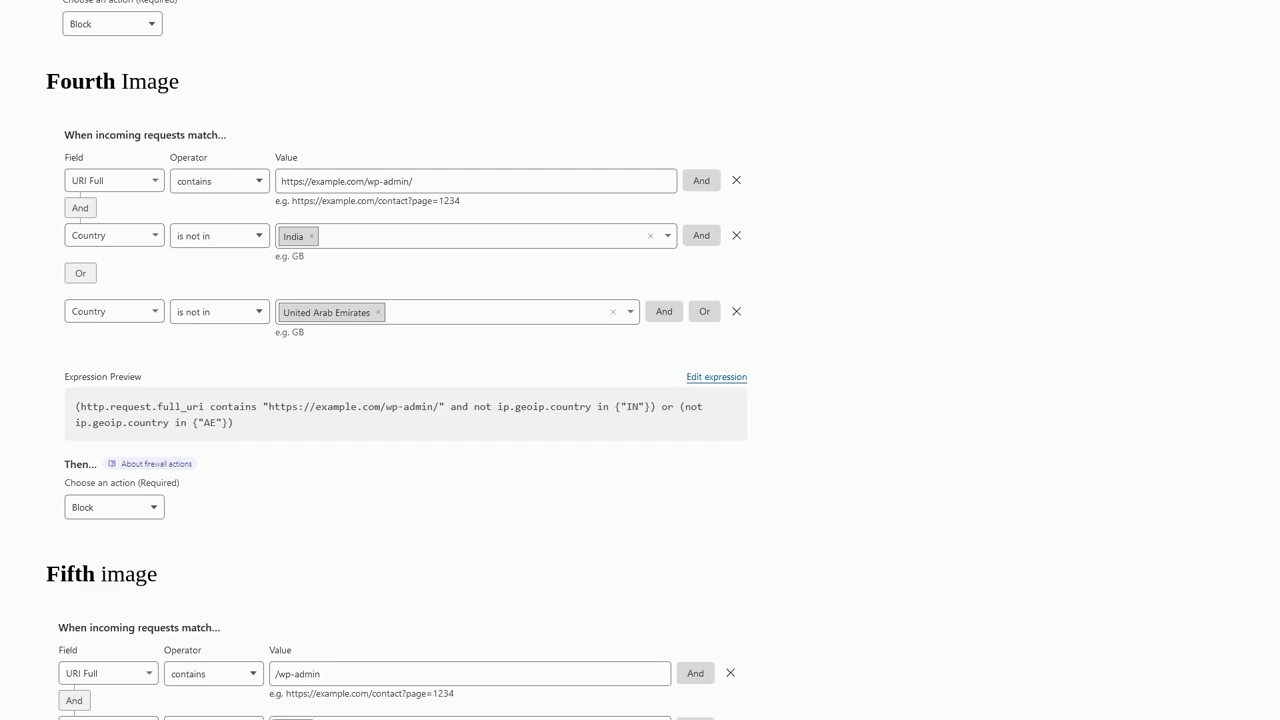 Choose an action (Required)
Block
Fourth Image
When incoming requests match...
Field Operator Value
URI Full contains https://example.com/wp-admin/ And
e.g. https://example.com/contact?page=1234
And
Country is not in India And
e.g. GB
Or
Country is not in United Arab Emirates And Or
e.g. GB
Expression Preview Edit expression
(http.request.full_uri contains "https://example.com/wp-admin/" and not ip.geoip.country in {"IN"}) or (not
ip.geoip.country in {"AE"})
Then... About firewall actions
Choose an action (Required)
Block
Fifth image
When incoming requests match...
Field Operator Value
URI Full contains /wp-admin And
e.g. https://example.com/contact?page=1234
And